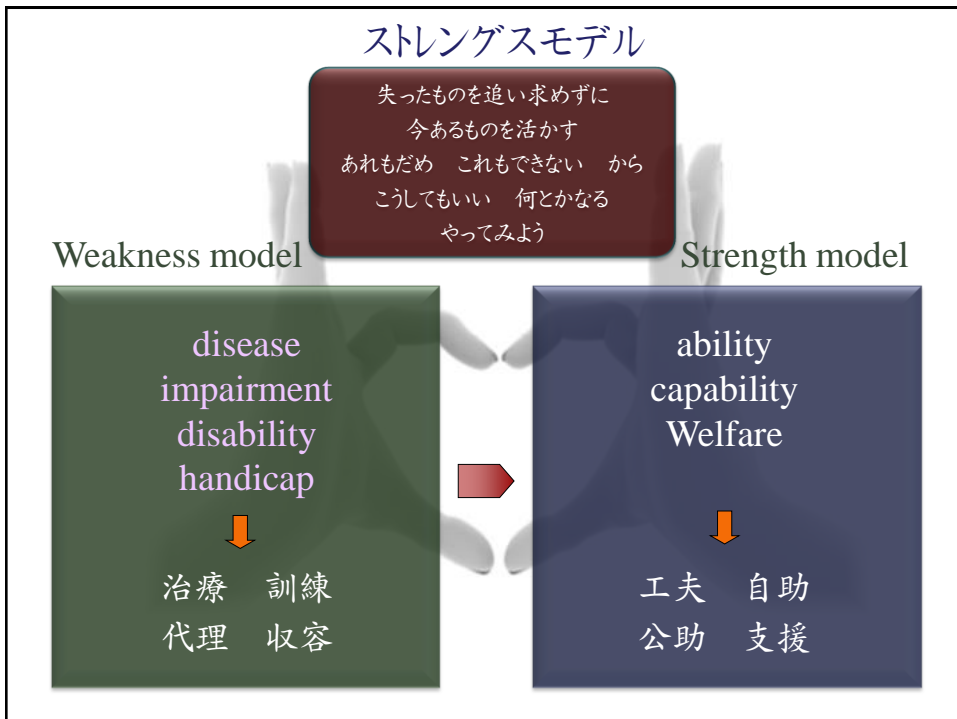 ストレングスモデル
失ったものを追い求めずに
今あるものを活かす
あれもだめ　これもできない　から
こうしてもいい　何とかなる
やってみよう
Weakness model
disease
impairment
disability
handicap
治療　訓練
代理　収容
Strength model
ability
capability
Welfare
工夫　自助
公助　支援